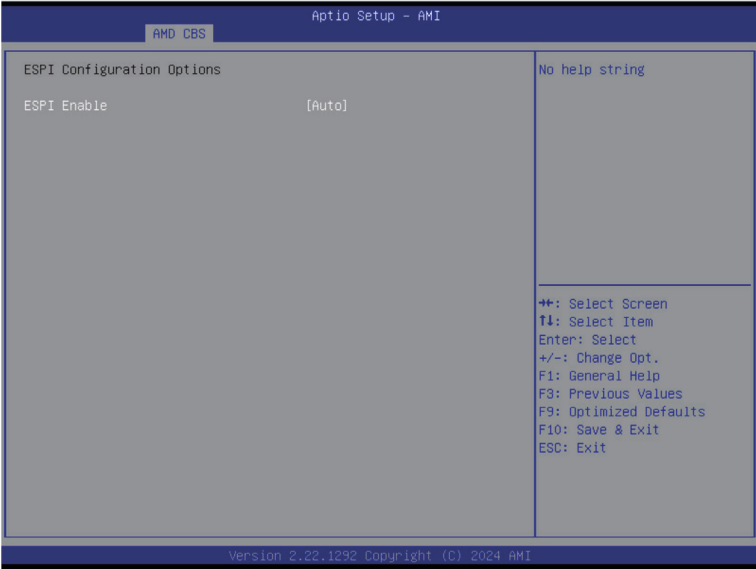 Aptio Setup – AMI
AMD CBS
ESPI Configuration Options
ESPI Enable [Auto]
No help string
→←: Select Screen
↑↓: Select Item
Enter: Select
+/-: Change Opt.
F1: General Help
F3: Previous Values
F9: Optimized Defaults
F10: Save & Exit
ESC: Exit
Version 2.22.1292 Copyright (C) 2024 AMI